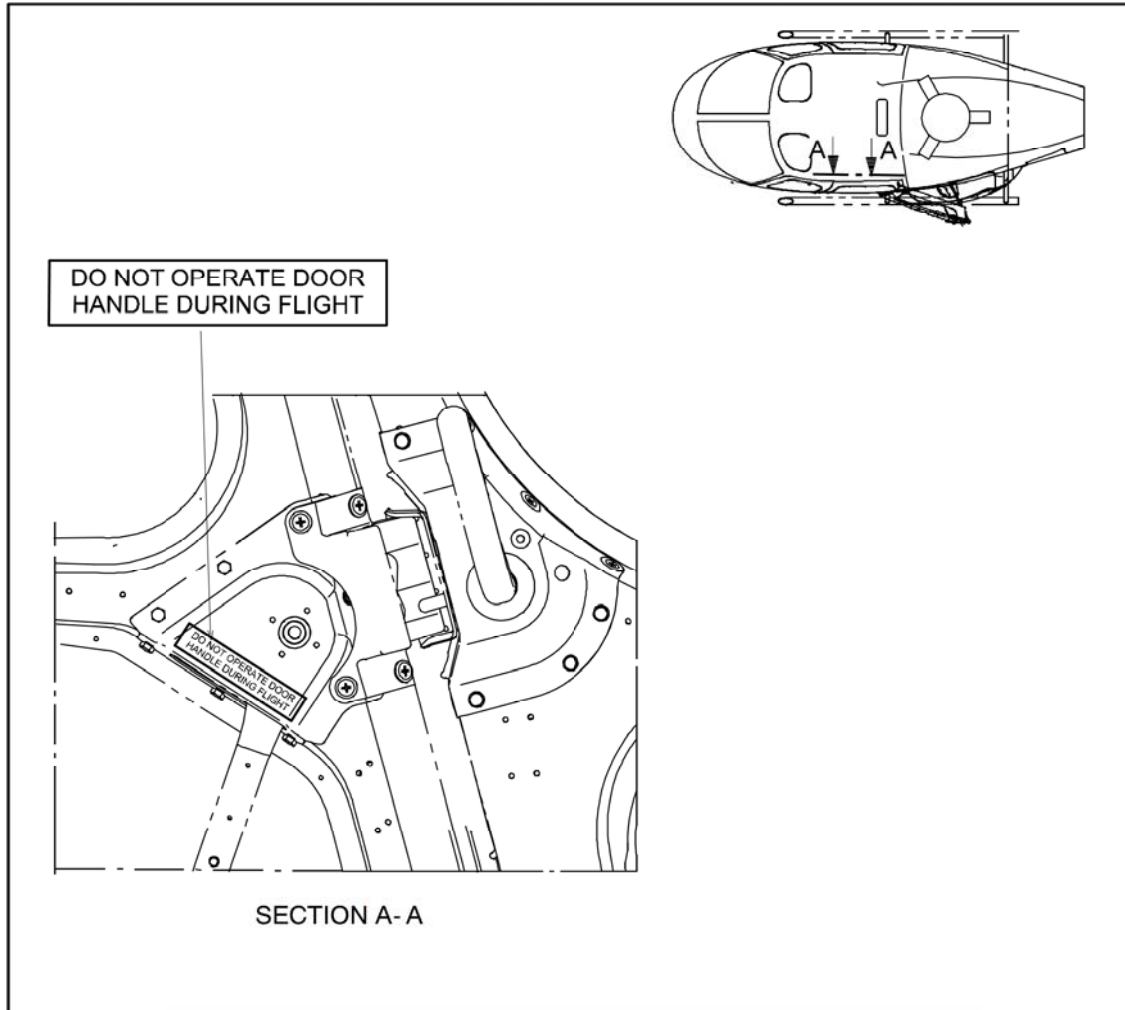 A A
DO NOT OPERATE DOOR
HANDLE DURING FLIGHT
DO NOT OPERATE DOOR
HANDLE DURING FLIGHT
SECTION A- A